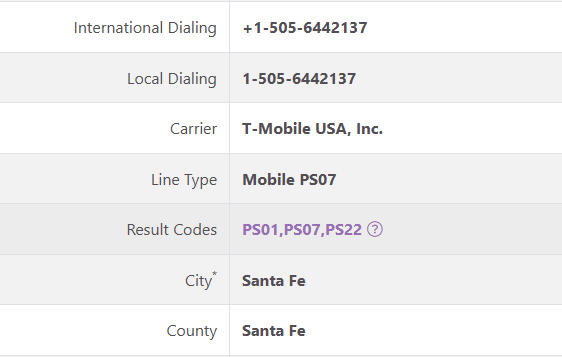 International Dialing +1-505-6442137
Local Dialing 1-505-6442137
Carrier T-Mobile USA, Inc.
Line Type Mobile PS07
Result Codes PS01,PS07,PS22 ?
City* Santa Fe
County Santa Fe